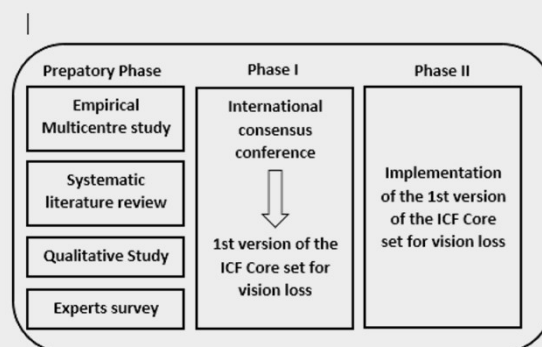 Prepatory Phase
Empirical
Multicentre study
Systematic
literature review
Qualitative Study
Experts survey
Phase I
International
consensus
conference
1st version of the
ICF Core set for
vision loss
Phase II
Implementation
of the 1st version
of the ICF Core
set for vision loss